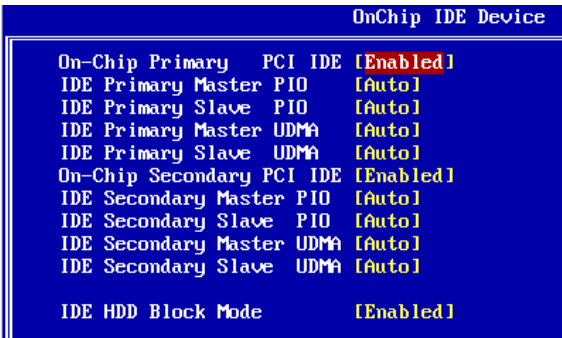 OnChip IDE Device
On-Chip Primary PCI IDE [Enabled]
IDE Primary Master PIO [Auto]
IDE Primary Slave PIO [Auto]
IDE Primary Master UDMA [Auto]
IDE Primary Slave UDMA [Auto]
On-Chip Secondary PCI IDE [Enabled]
IDE Secondary Master PIO [Auto]
IDE Secondary Slave PIO [Auto]
IDE Secondary Master UDMA [Auto]
IDE Secondary Slave UDMA [Auto]
IDE HDD Block Mode [Enabled]